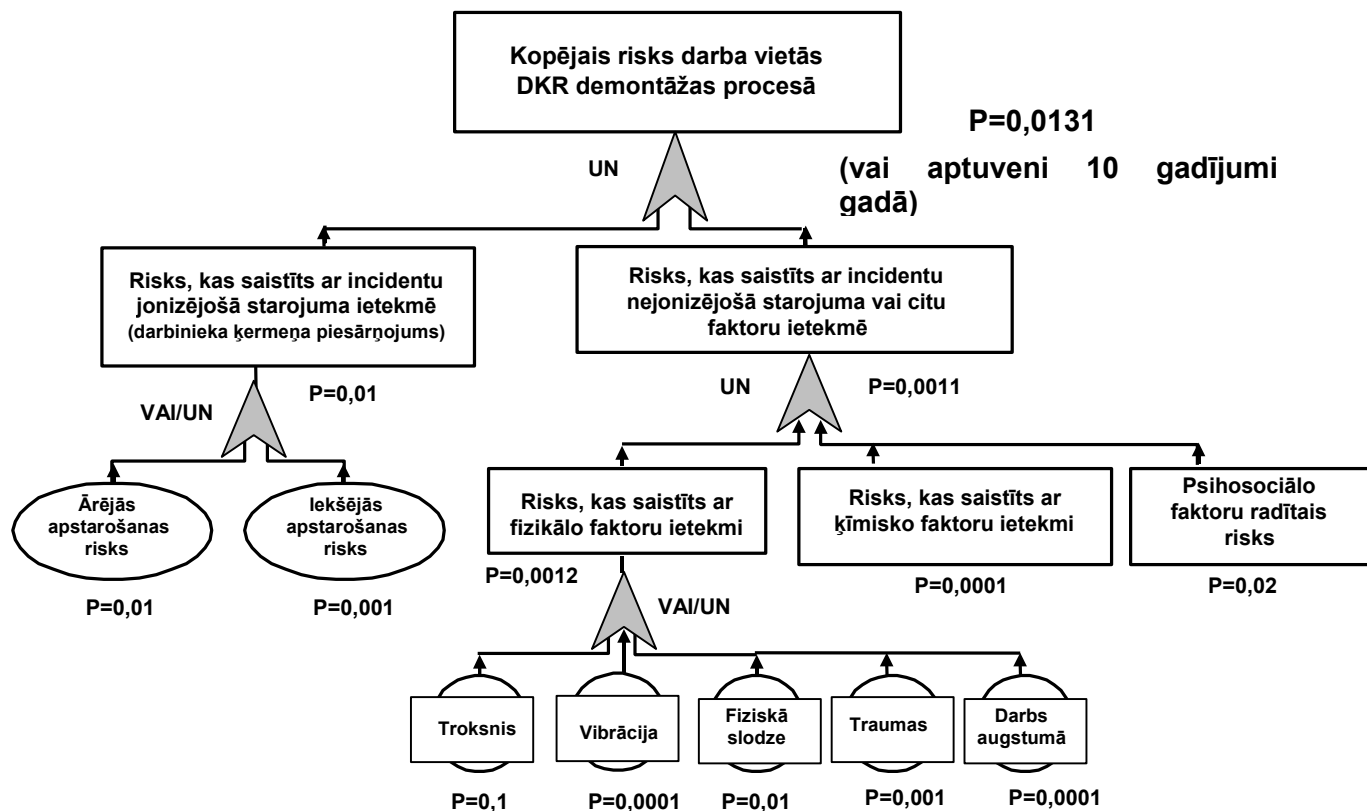 Kopējais risks darba vietās
DKR demontāžas procesā
P=0,0131
(vai aptuveni 10 gadījumi
gadā)
UN
Risks, kas saistīts ar incidentu
jonizējošā starojuma ietekmē
(darbinieka ķermeņa piesārņojums)
Risks, kas saistīts ar incidentu
nejonizējošā starojuma vai citu
faktoru ietekmē
P=0,01
VAI/UN
UN
P=0,0011
Ārējās
apstarošanas
risks
Iekšējās
apstarošanas
risks
Risks, kas saistīts ar
fizikālo faktoru ietekmi
Risks, kas saistīts ar
ķīmisko faktoru ietekmi
Psihosociālo
faktoru radītais
risks
P=0,01
P=0,001
P=0,0012
P=0,0001
P=0,02
VAI/UN
Troksnis
Vibrācija
Fiziskā
slodze
Traumas
Darbs
augstumā
P=0,1
P=0,0001
P=0,01
P=0,001
P=0,0001